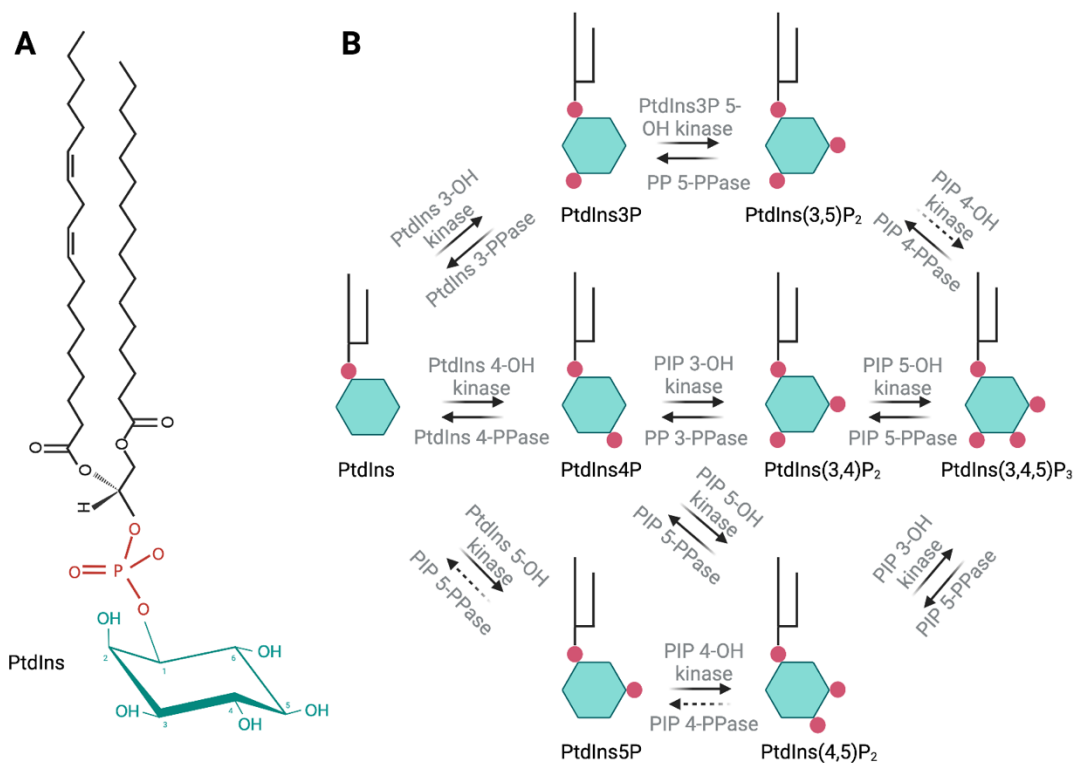 A
B
PtdIns3P 5-
OH kinase
PP 5-PPase
PtdIns3P
PtdIns(3,5)P₂
PtdIns 3-OH
kinase
PtdIns 3-PPase
PIP 4-OH
kinase
PIP 4-PPase
PtdIns 4-OH
kinase
PtdIns 4-PPase
PIP 3-OH
kinase
PP 3-PPase
PIP 5-OH
kinase
PIP 5-PPase
PtdIns
PtdIns4P
PtdIns(3,4)P₂
PtdIns(3,4,5)P₃
PtdIns 5-OH
kinase
PIP 5-PPase
PIP 5-OH
kinase
PIP 5-PPase
PIP 3-OH
kinase
PIP 5-PPase
PIP 4-OH
kinase
PIP 4-PPase
PtdIns5P
PtdIns(4,5)P₂
O
O
O
O
H
O
O
O
P
O
OH
2
1
6
OH
PtdIns
OH
3
4
OH
5
OH